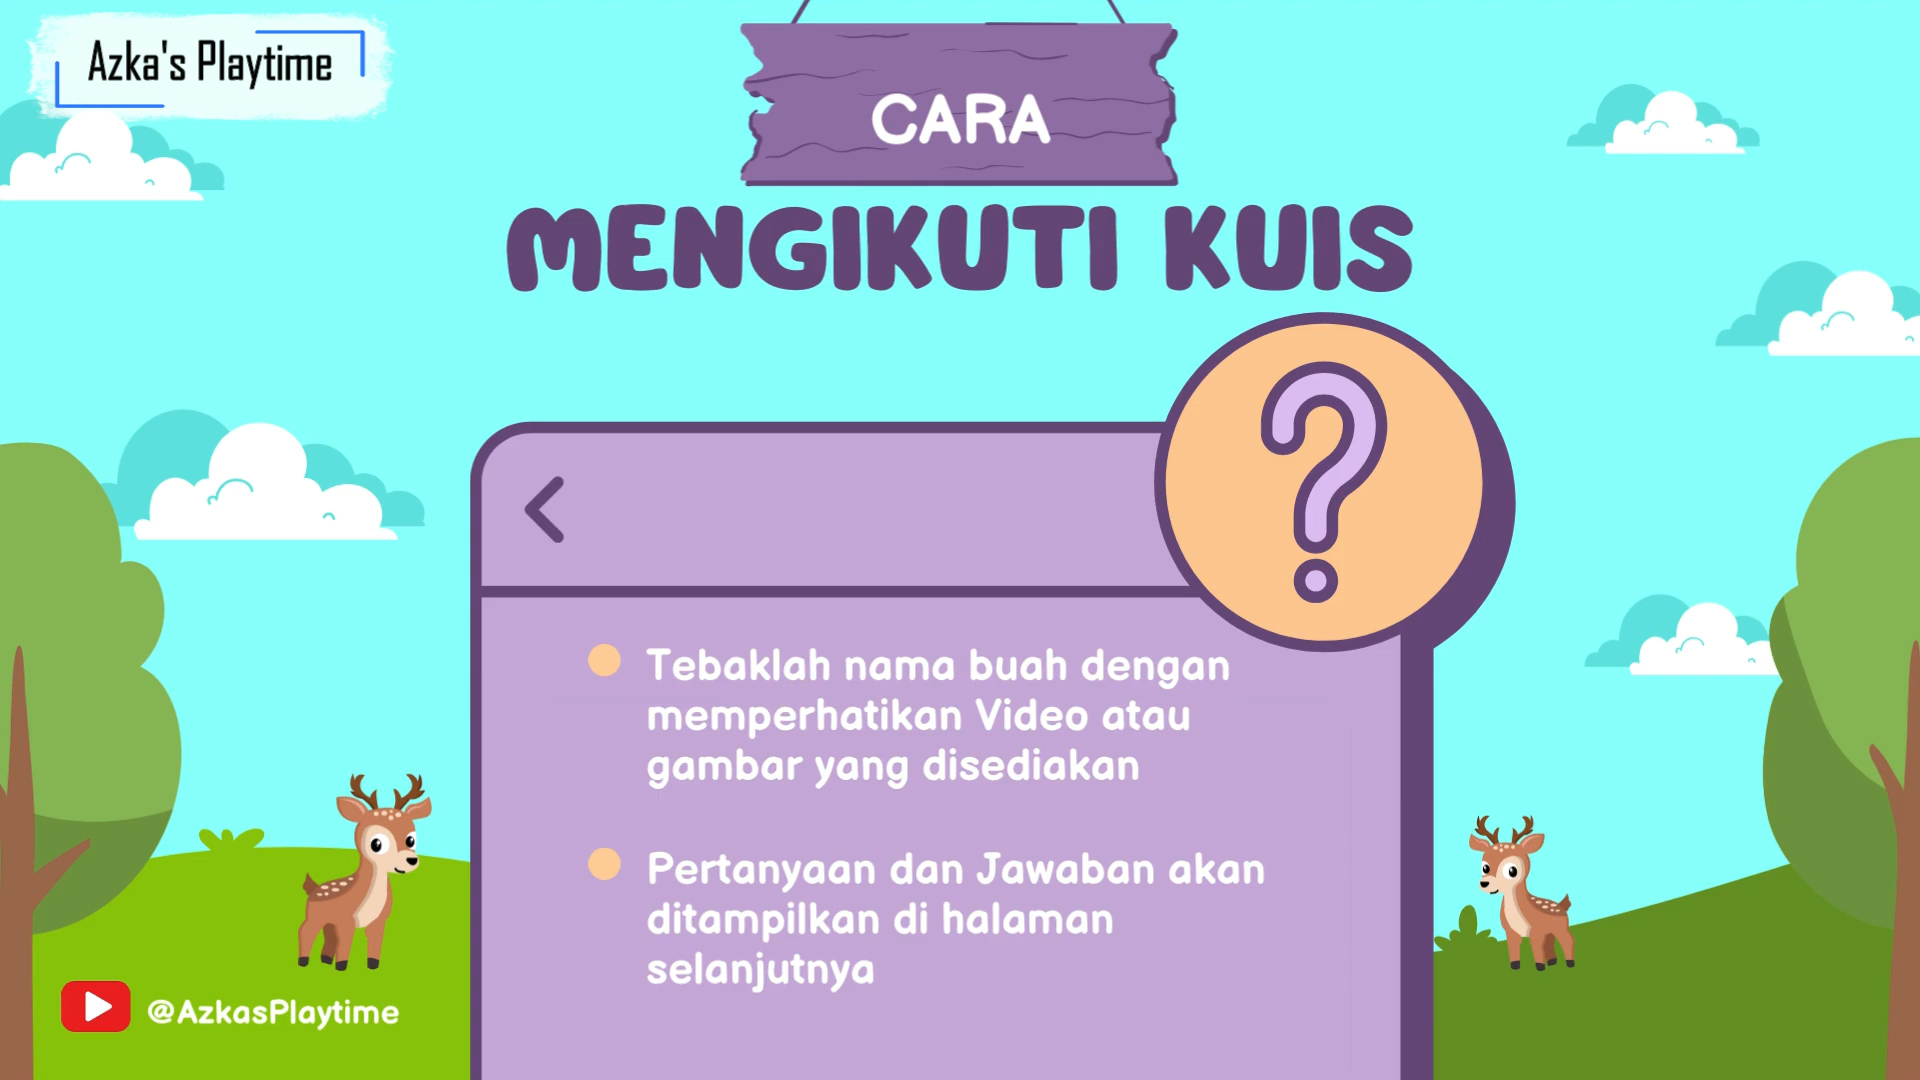 Azka's Playtime
CARA
MENGIKUTI KUIS
Tebaklah nama buah dengan
memperhatikan Video atau
gambar yang disediakan
Pertanyaan dan Jawaban akan
ditampilkan di halaman
selanjutnya
@AzkasPlaytime